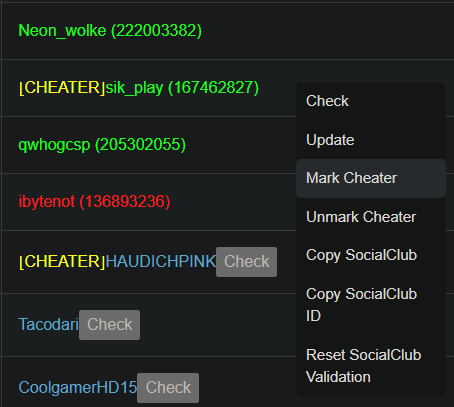 Neon_wolke (222003382)
⌊CHEATER⌋sik_play (167462827)
qwhogcsp (205302055)
ibytenot (136893236)
⌊CHEATER⌋HAUDICHPINK Check
Tacodari Check
CoolgamerHD15 Check
Check
Update
Mark Cheater
Unmark Cheater
Copy SocialClub
Copy SocialClub
ID
Reset SocialClub
Validation